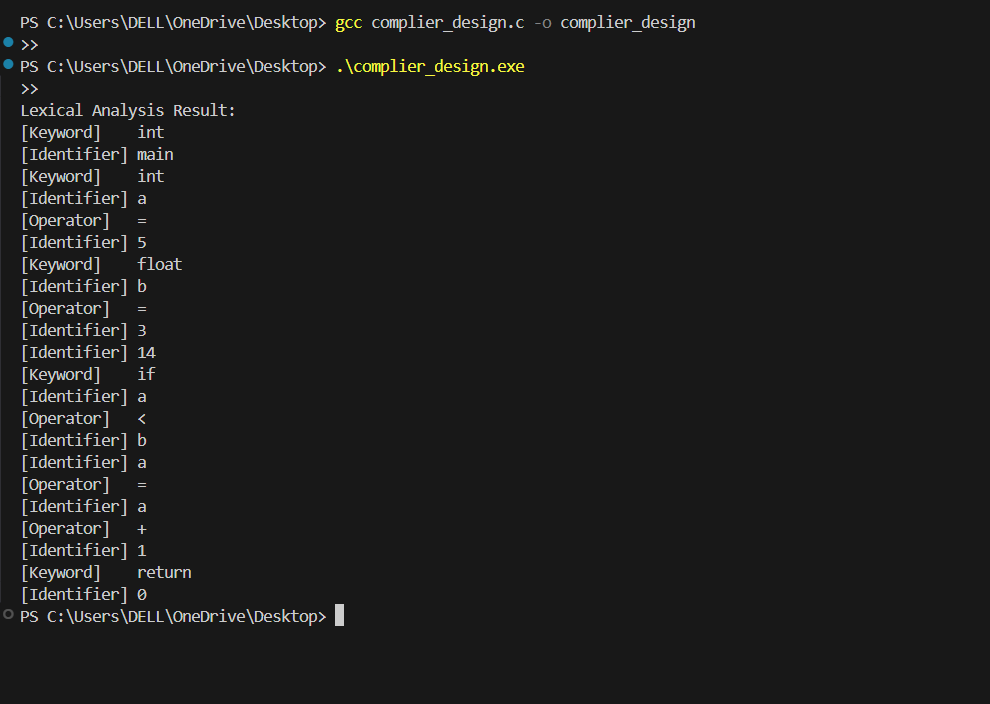 PS C:\Users\DELL\OneDrive\Desktop> gcc complier_design.c -o complier_design
>>
PS C:\Users\DELL\OneDrive\Desktop> .\complier_design.exe
>>
Lexical Analysis Result:
[Keyword]    int
[Identifier] main
[Keyword]    int
[Identifier] a
[Operator]   =
[Identifier] 5
[Keyword]    float
[Identifier] b
[Operator]   =
[Identifier] 3
[Identifier] 14
[Keyword]    if
[Identifier] a
[Operator]   <
[Identifier] b
[Identifier] a
[Operator]   =
[Identifier] a
[Operator]   +
[Identifier] 1
[Keyword]    return
[Identifier] 0
PS C:\Users\DELL\OneDrive\Desktop>